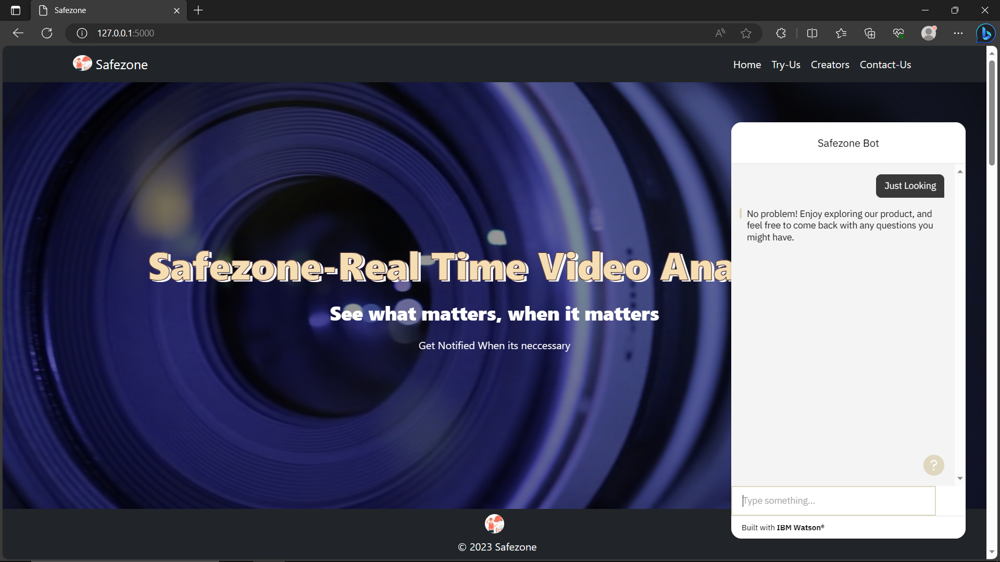 Safezone
127.0.0.1:5000
Safezone
Home Try-Us Creators Contact-Us
Safezone-Real Time Video Ana
See what matters, when it matters
Get Notified When its neccessary
Safezone Bot
Just Looking
No problem! Enjoy exploring our product, and
feel free to come back with any questions you
might have.
?
Type something...
Built with IBM Watson®
© 2023 Safezone